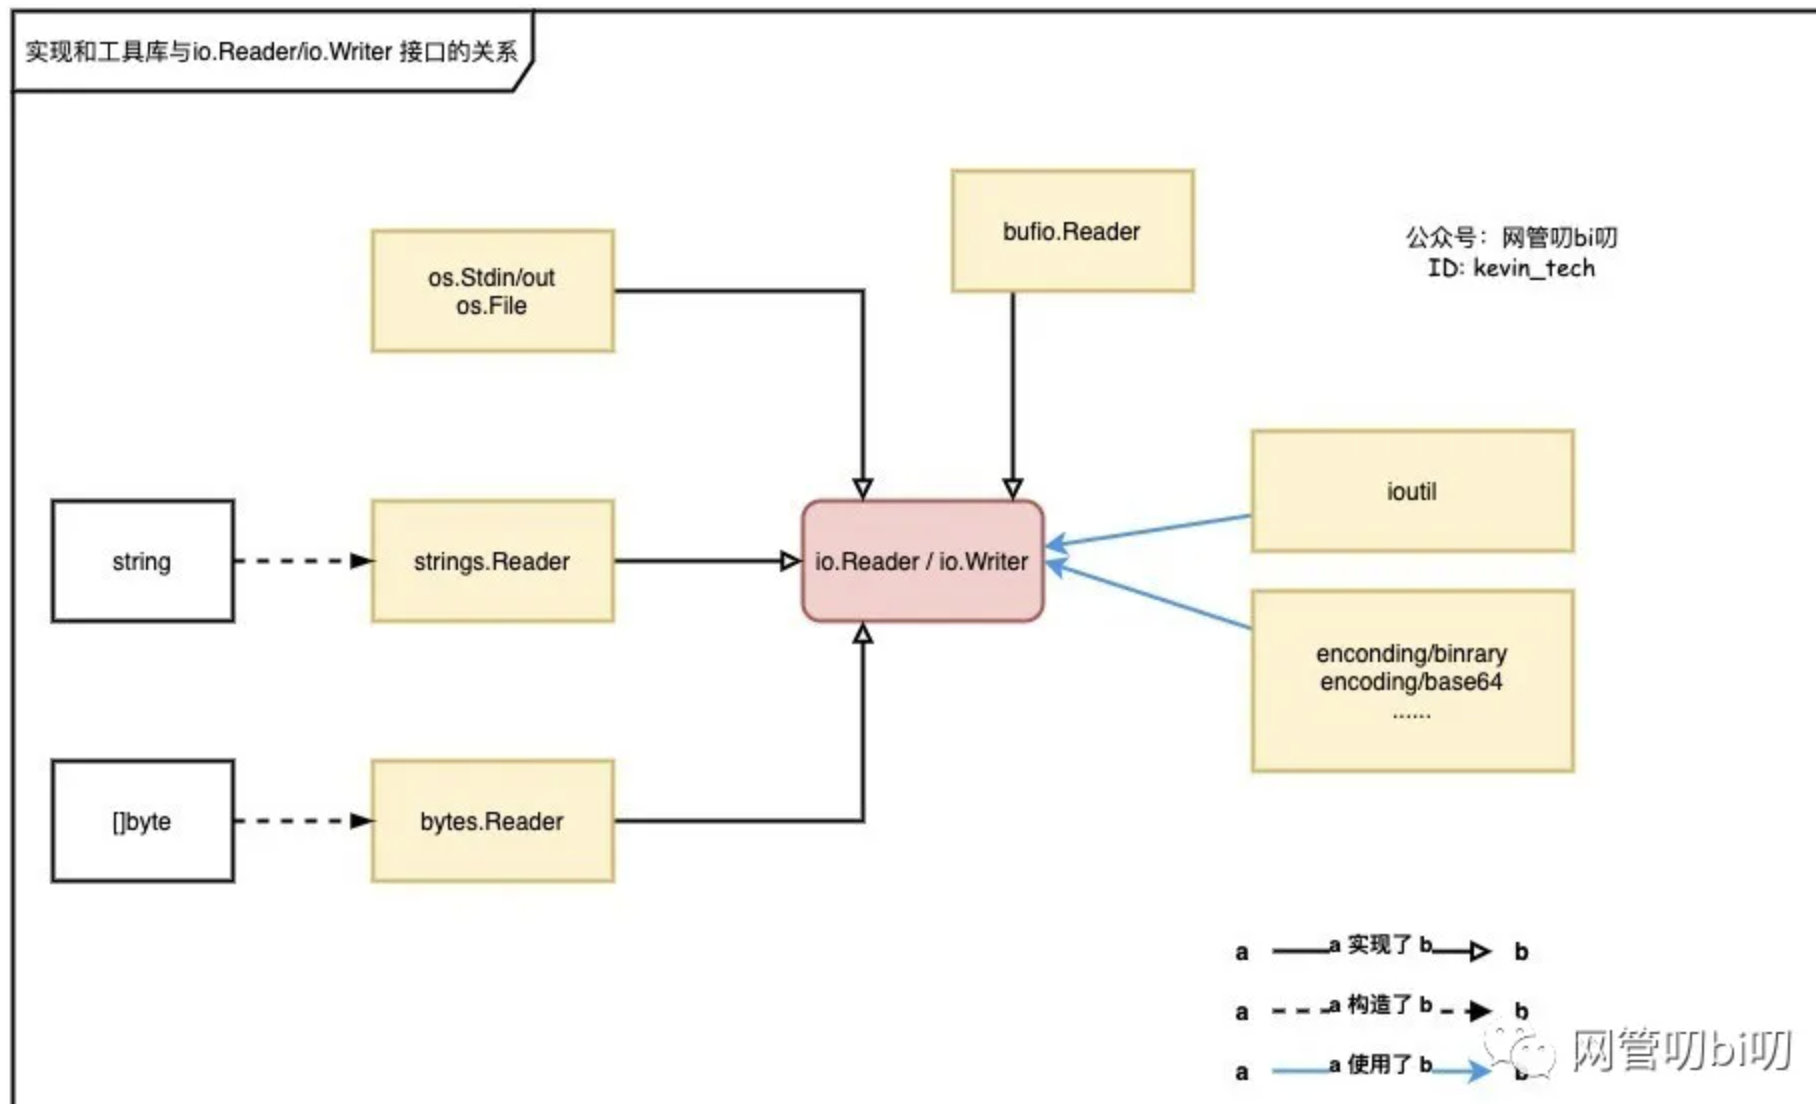 实现和工具库与io.Reader/io.Writer 接口的关系
bufio.Reader
公众号：网管叨bi叨
ID: kevin_tech
os.Stdin/out
os.File
ioutil
string
strings.Reader
io.Reader / io.Writer
enconding/binrary
encoding/base64
......
[]byte
bytes.Reader
a a 实现了 b b
a a 构造了 b b
a a 使用了 b b
网管叨bi叨